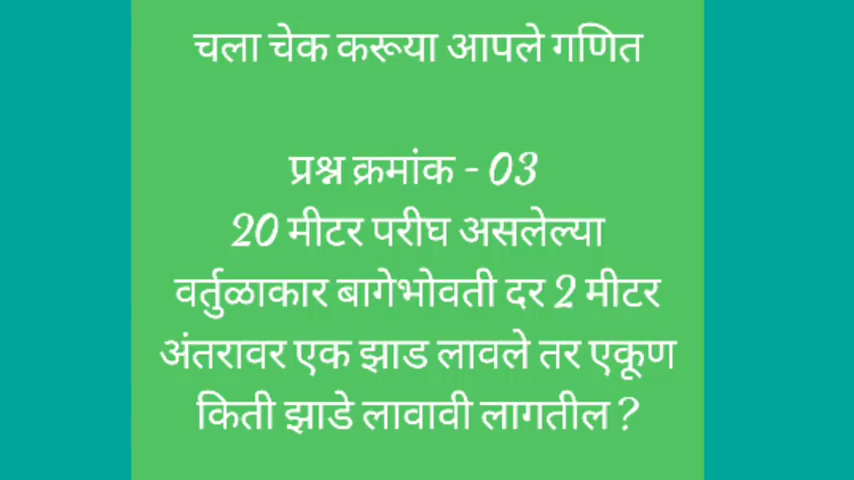 चला चेक करूया आपले गणित
प्रश्न क्रमांक - 03
20 मीटर परीघ असलेल्या
वर्तुळाकार बागेभोवती दर 2 मीटर
अंतरावर एक झाड लावले तर एकूण
किती झाडे लावावी लागतील ?